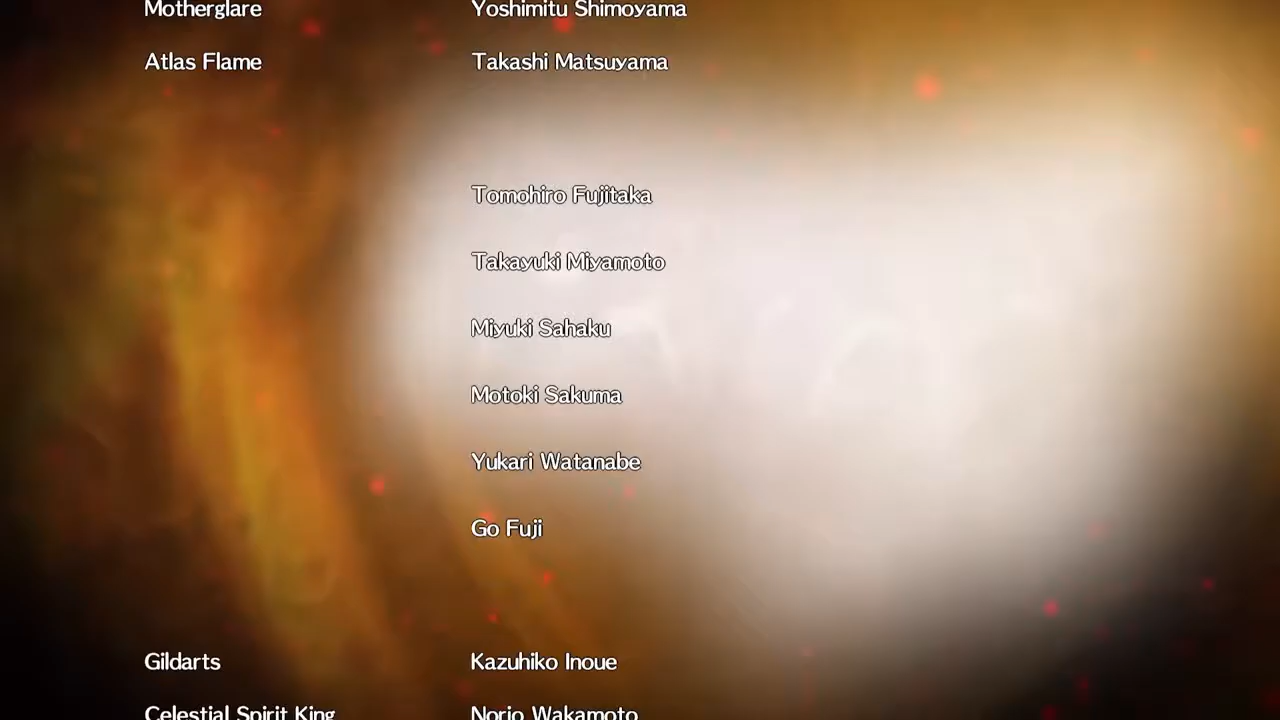 Motherglare Yoshimitu Shimoyama
Atlas Flame Takashi Matsuyama
Tomohiro Fujitaka
Takayuki Miyamoto
Miyuki Sahaku
Motoki Sakuma
Yukari Watanabe
Go Fuji
Gildarts Kazuhiko Inoue
Celestial Spirit King Norio Wakamoto